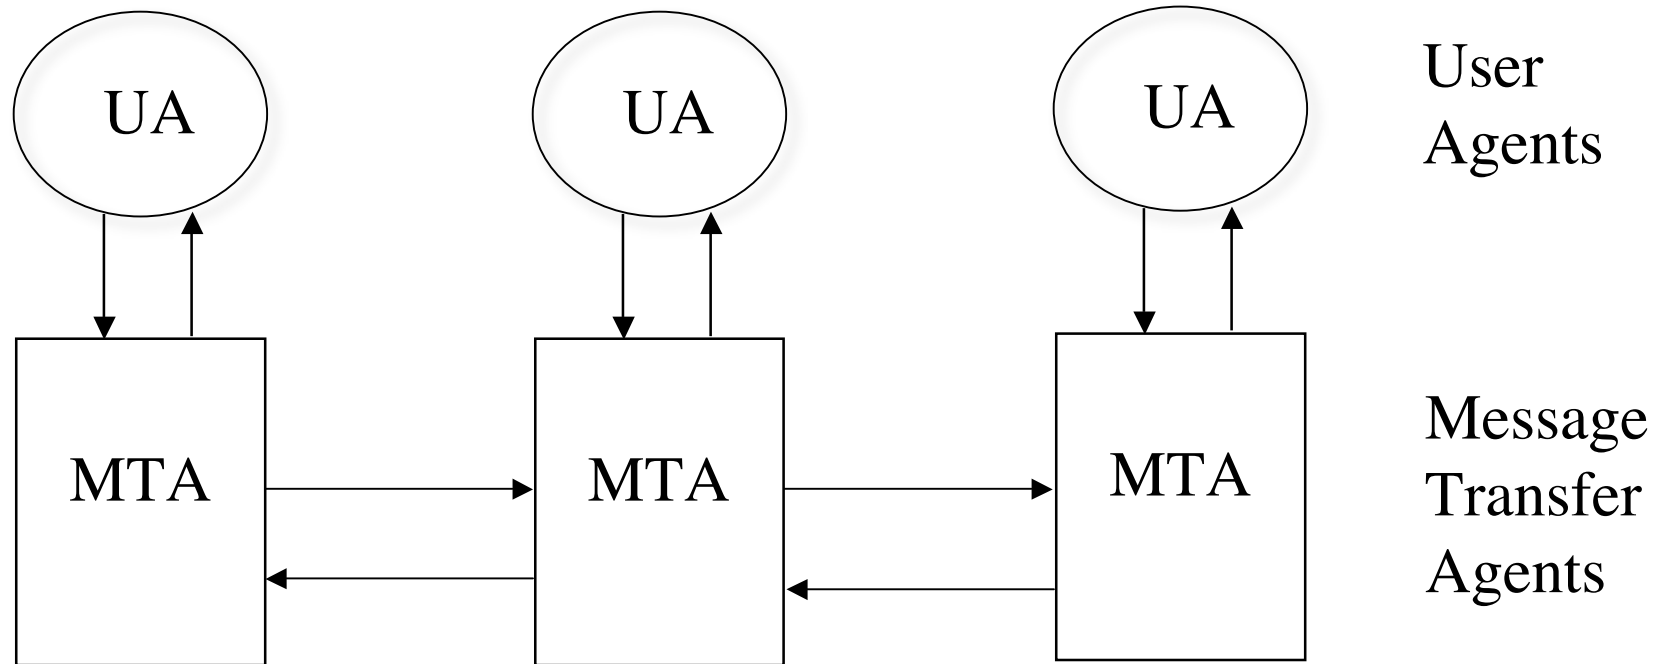 UA
UA
UA
User
Agents
MTA
MTA
MTA
Message
Transfer
Agents